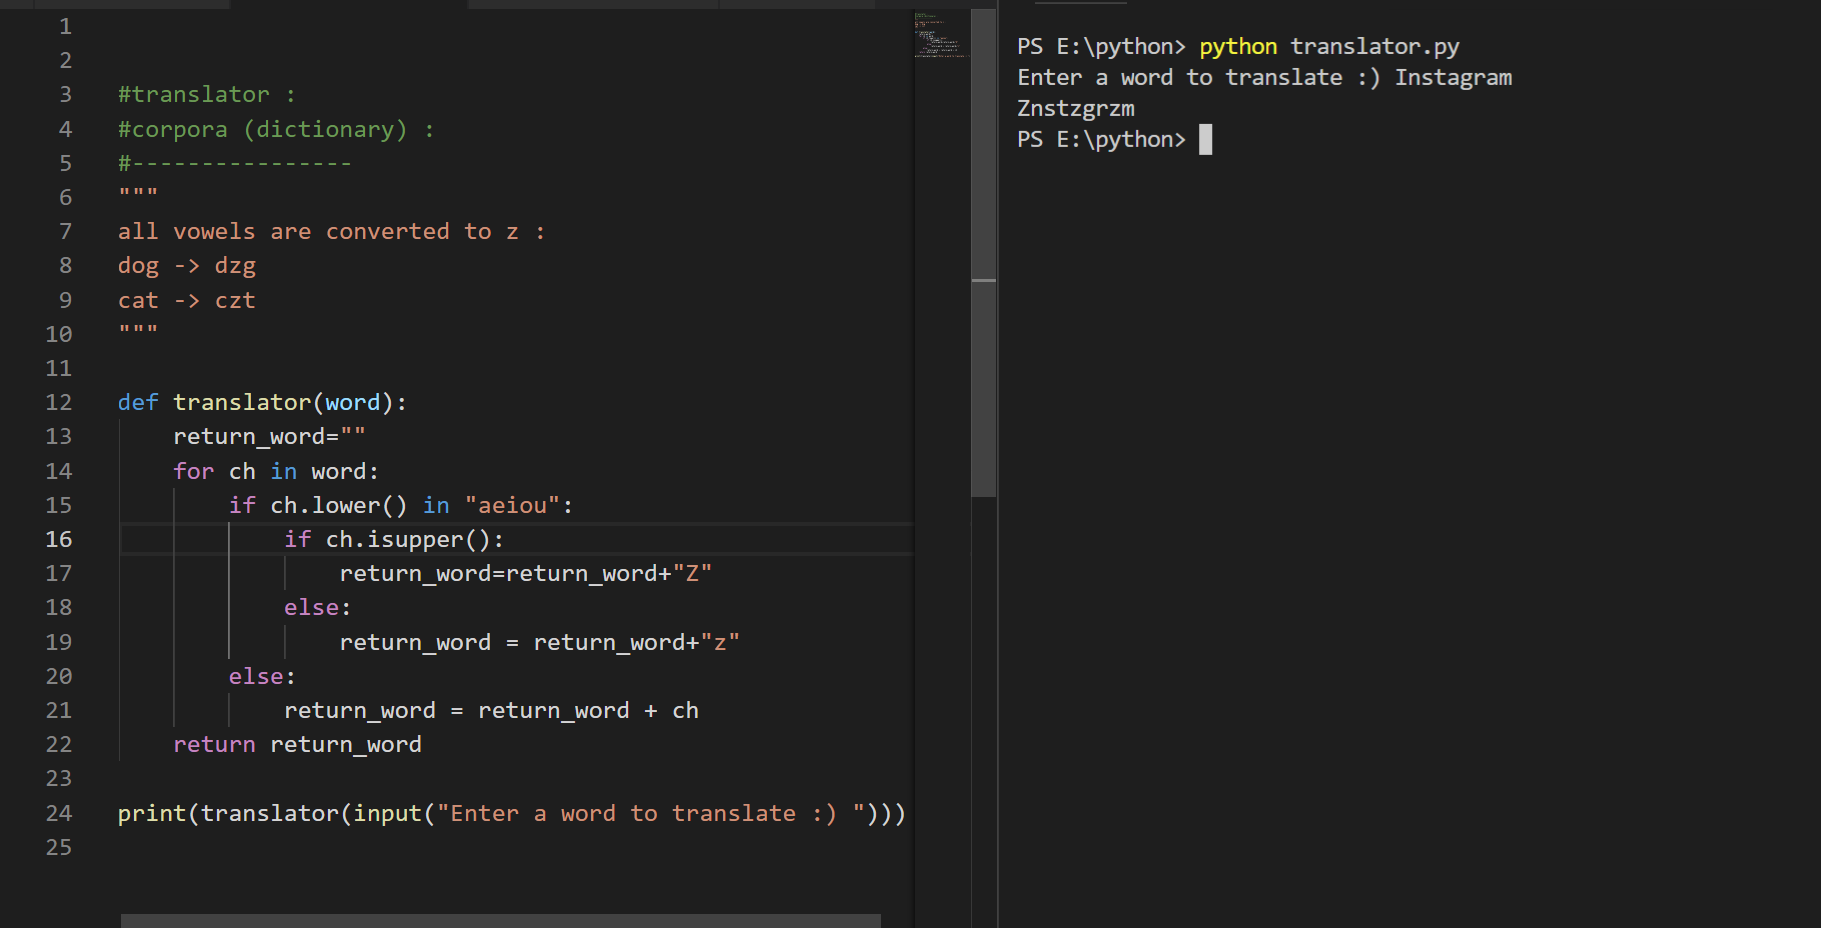 1
2
3 #translator :
4 #corpora (dictionary) :
5 #----------------
6 """
7 all vowels are converted to z :
8 dog -> dzg
9 cat -> czt
10 """
11
12 def translator(word):
13     return_word=""
14     for ch in word:
15         if ch.lower() in "aeiou":
16             if ch.isupper():
17                 return_word=return_word+"Z"
18             else:
19                 return_word = return_word+"z"
20         else:
21             return_word = return_word + ch
22     return return_word
23
24 print(translator(input("Enter a word to translate :) ")))
25
PS E:\python> python translator.py
Enter a word to translate :) Instagram
Znstzgrzm
PS E:\python>